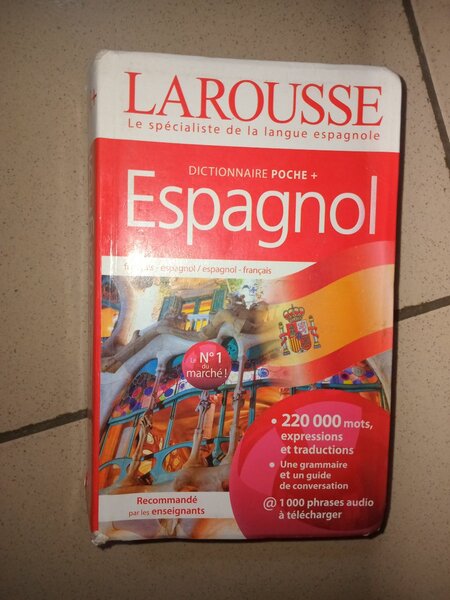 LAROUSSE
Le spécialiste de la langue espagnole
DICTIONNAIRE POCHE +
Espagnol
français - espagnol / espagnol - français
Le
N° 1
du
marché !
• 220 000 mots,
expressions
et traductions
• Une grammaire
et un guide
de conversation
@ 1 000 phrases audio
à télécharger
Recommandé
par les enseignants